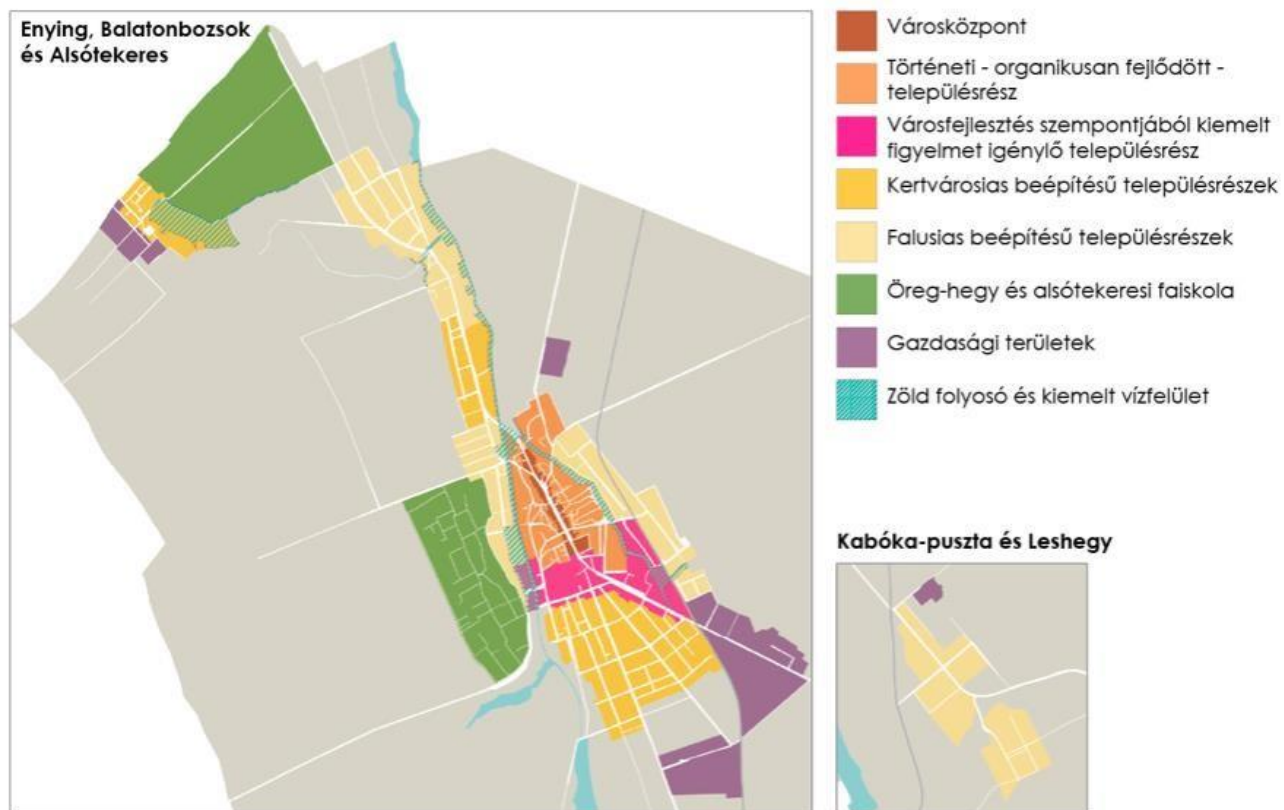 Enying, Balatonbozsok
és Alsótekeres
Városközpont
Történeti - organikusan fejlődött -
településrész
Városfejlesztés szempontjából kiemelt
figyelmet igénylő településrész
Kertvárosias beépítésű településrészek
Falusias beépítésű településrészek
Öreg-hegy és alsótekeresi faiskola
Gazdasági területek
Zöld folyosó és kiemelt vízfelület
Kabóka-puszta és Leshegy